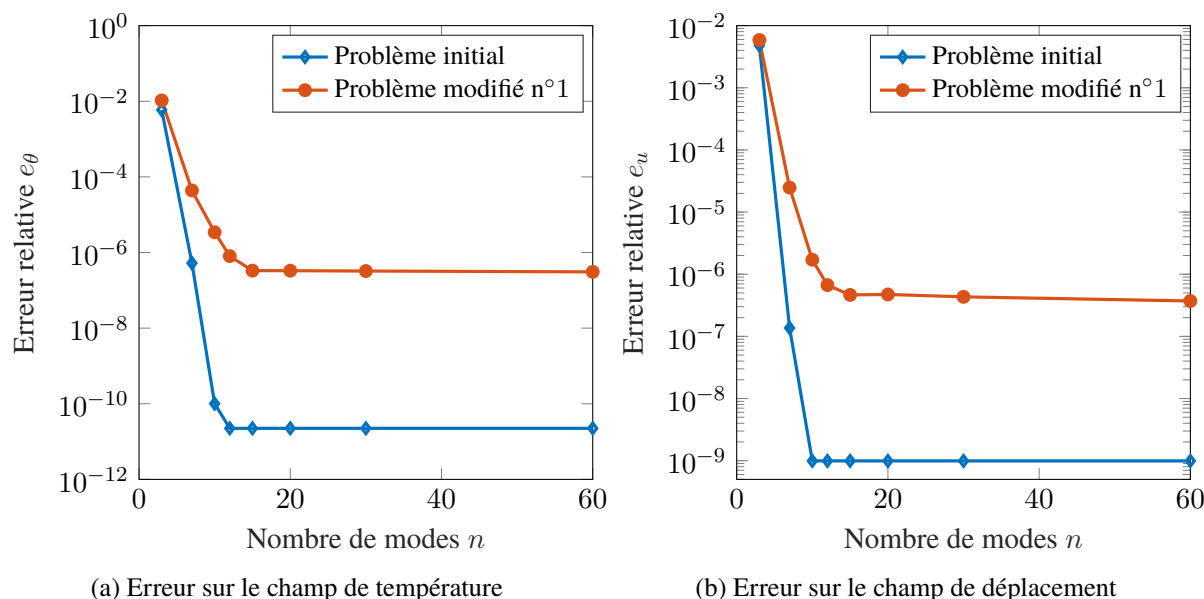 10^0
10^−2
10^−4
10^−6
10^−8
10^−10
10^−12
0
20
40
60
Erreur relative e_θ
Nombre de modes n
Problème initial
Problème modifié n°1
(a) Erreur sur le champ de température
10^−2
10^−3
10^−4
10^−5
10^−6
10^−7
10^−8
10^−9
0
20
40
60
Erreur relative e_u
Nombre de modes n
Problème initial
Problème modifié n°1
(b) Erreur sur le champ de déplacement